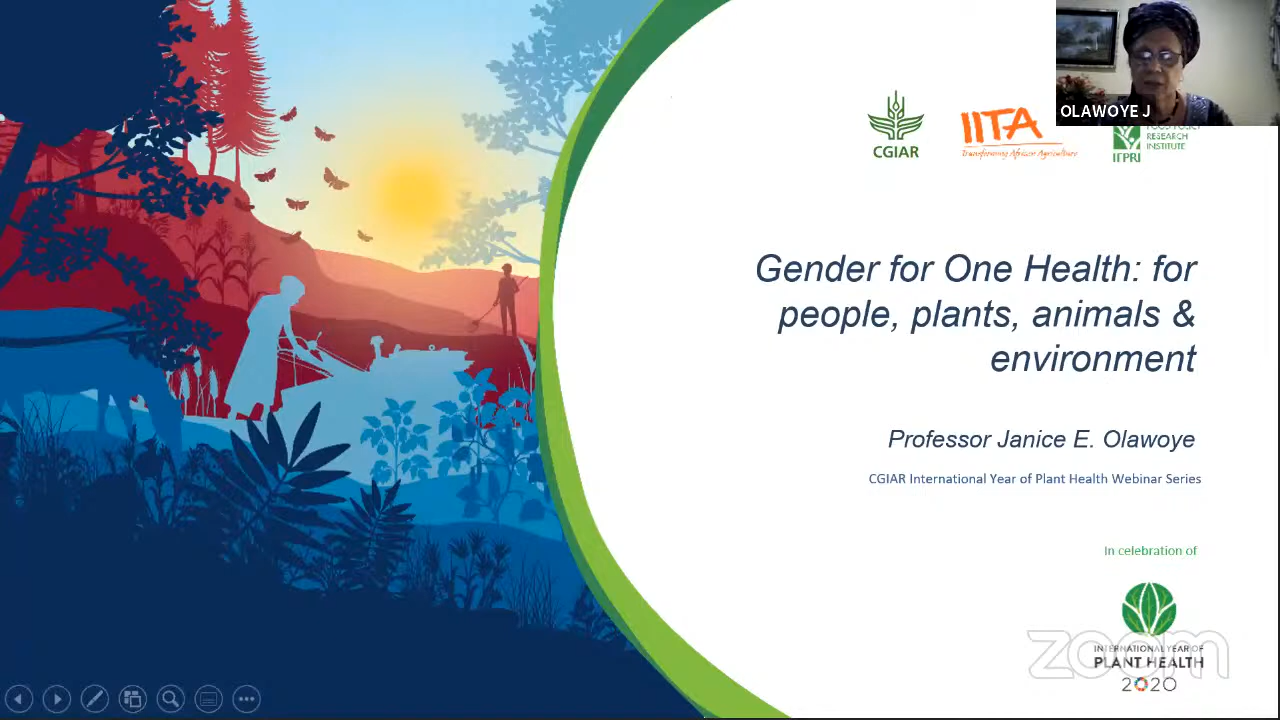 OLAWOYE J
CGIAR
IITA
Transforming African Agriculture
RESEARCH
INSTITUTE
IFPRI
Gender for One Health: for
people, plants, animals &
environment
Professor Janice E. Olawoye
CGIAR International Year of Plant Health Webinar Series
In celebration of
zoom
INTERNATIONAL YEAR OF
PLANT HEALTH
2020